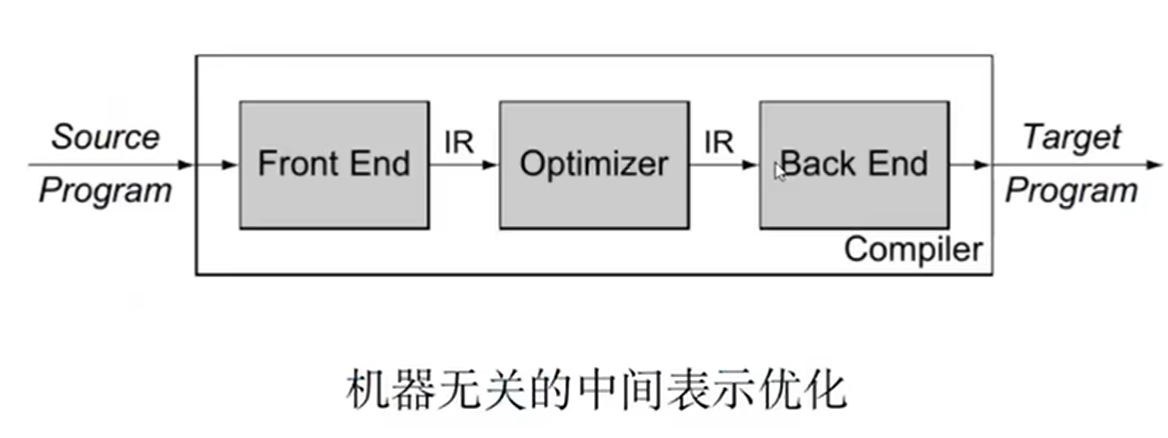 Source
Program
Front End
IR
Optimizer
IR
Back End
Target
Program
Compiler
机器无关的中间表示优化